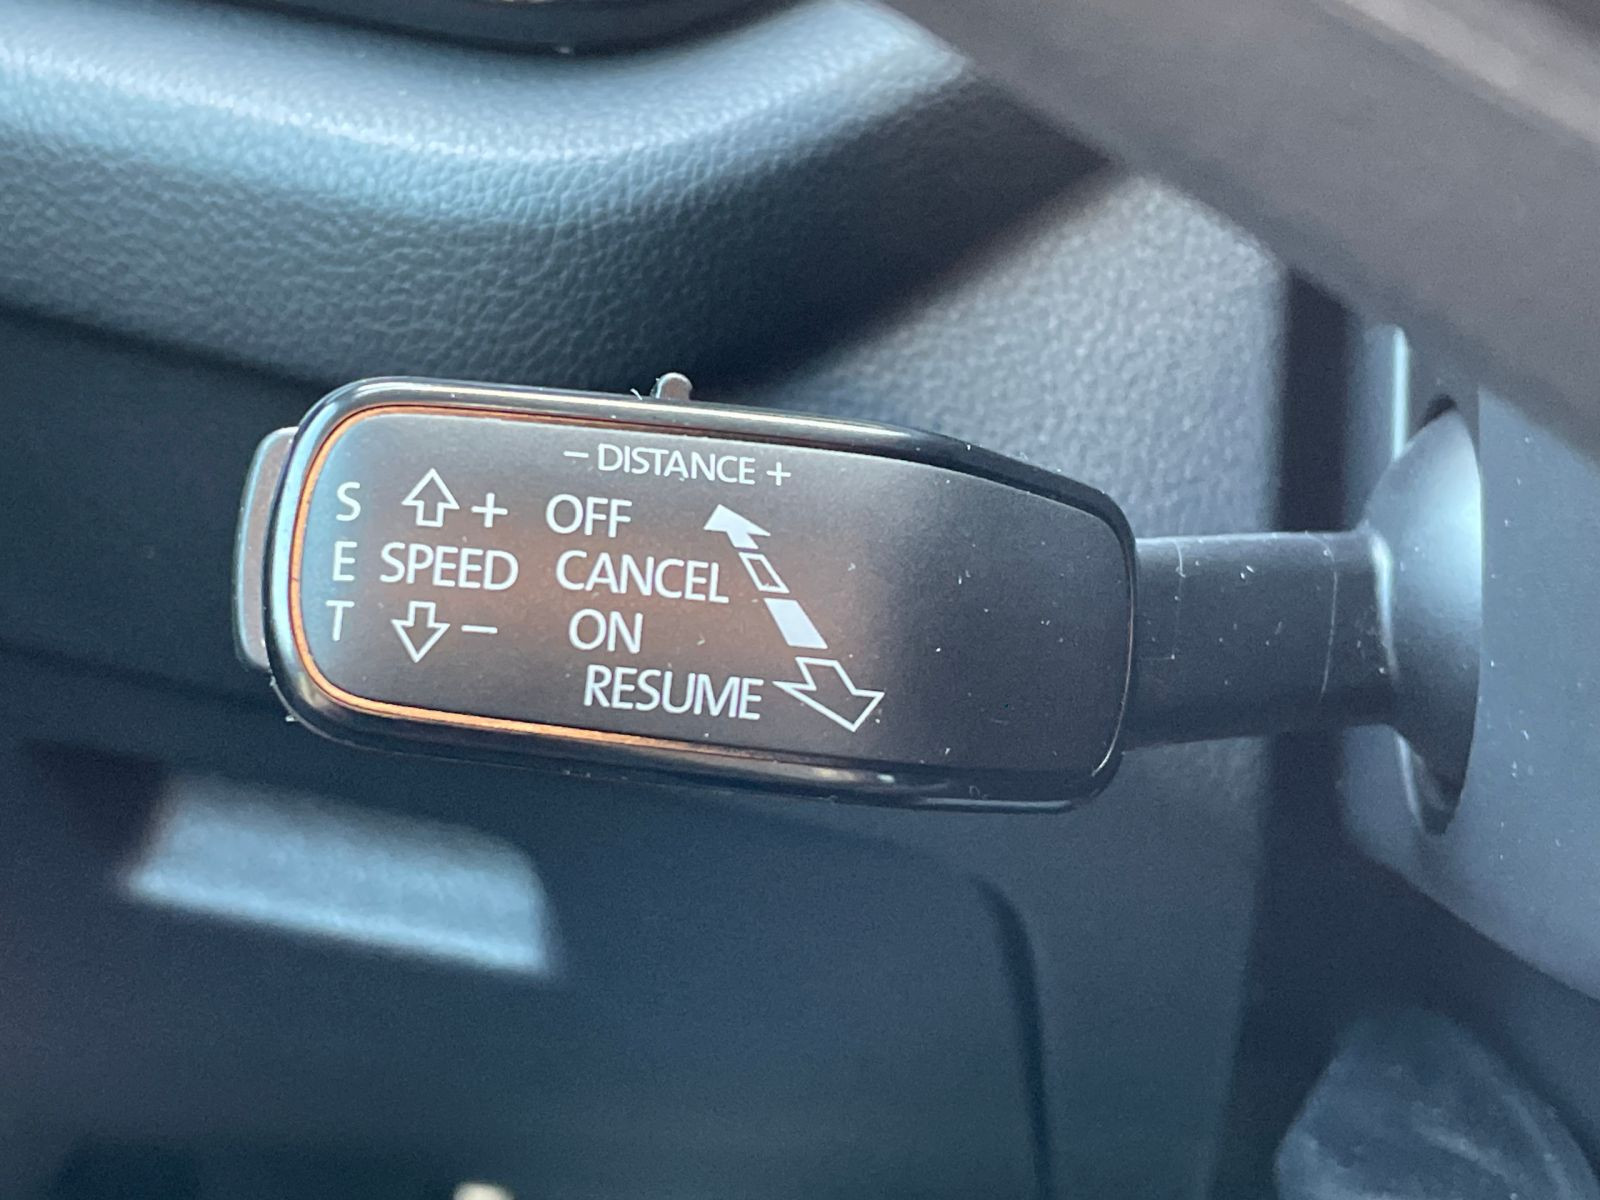 – DISTANCE +
S + OFF
E SPEED CANCEL
T – ON
RESUME